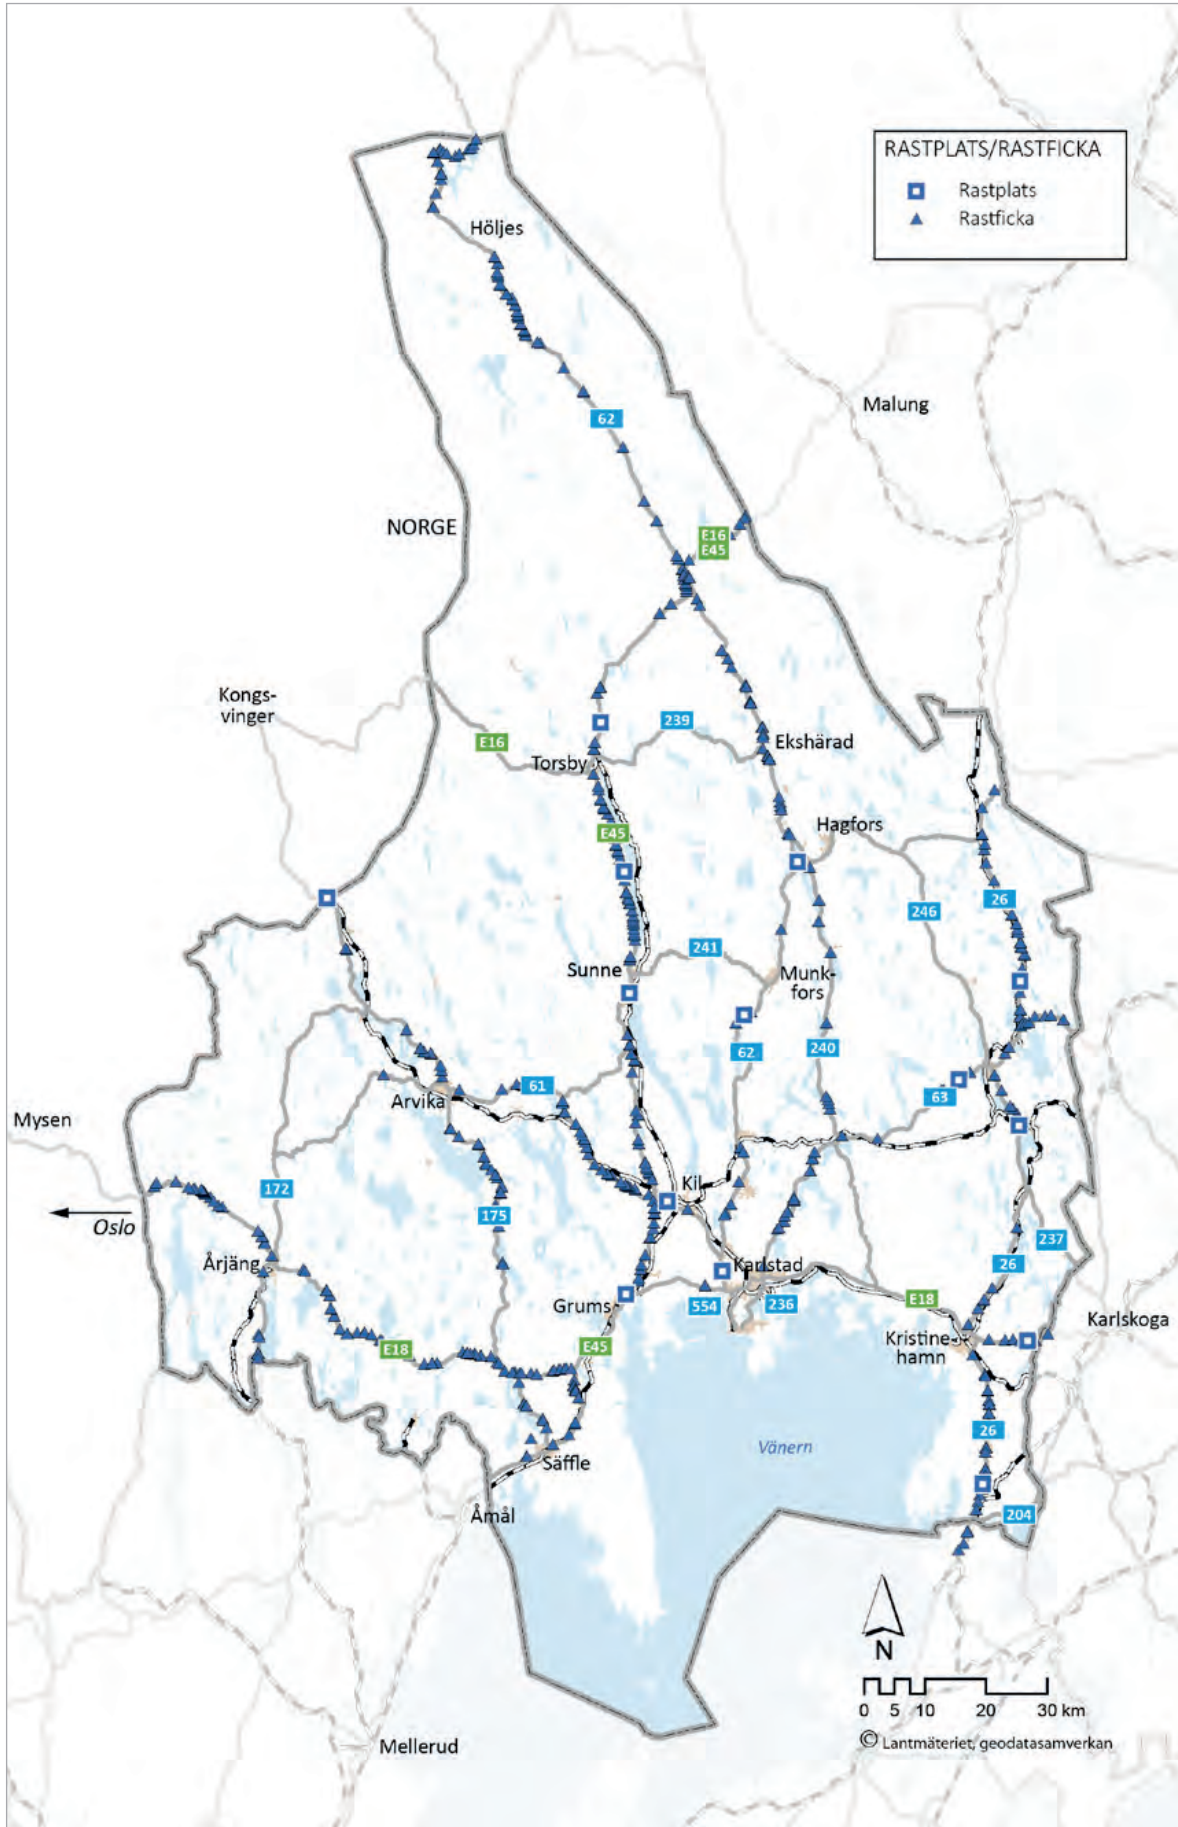 RASTPLATS/RASTFICKA
Rastplats
Rastficka
Höljes
62
Malung
NORGE
E16
E45
Kongs-
vinger
239
E16
Torsby
Ekshärad
E45
Hagfors
26
246
241
Sunne
Munk-
fors
62
240
61
63
Arvika
Mysen
Kil
172
175
Oslo
237
Årjäng
Karlstad
26
Grums
554
236
E18
Karlskoga
Kristine
hamn
E18
E45
26
Vänern
Säffle
204
Åmål
N
0 5 10 20 30 km
Mellerud
© Lantmäteriet, geodatasamverkan